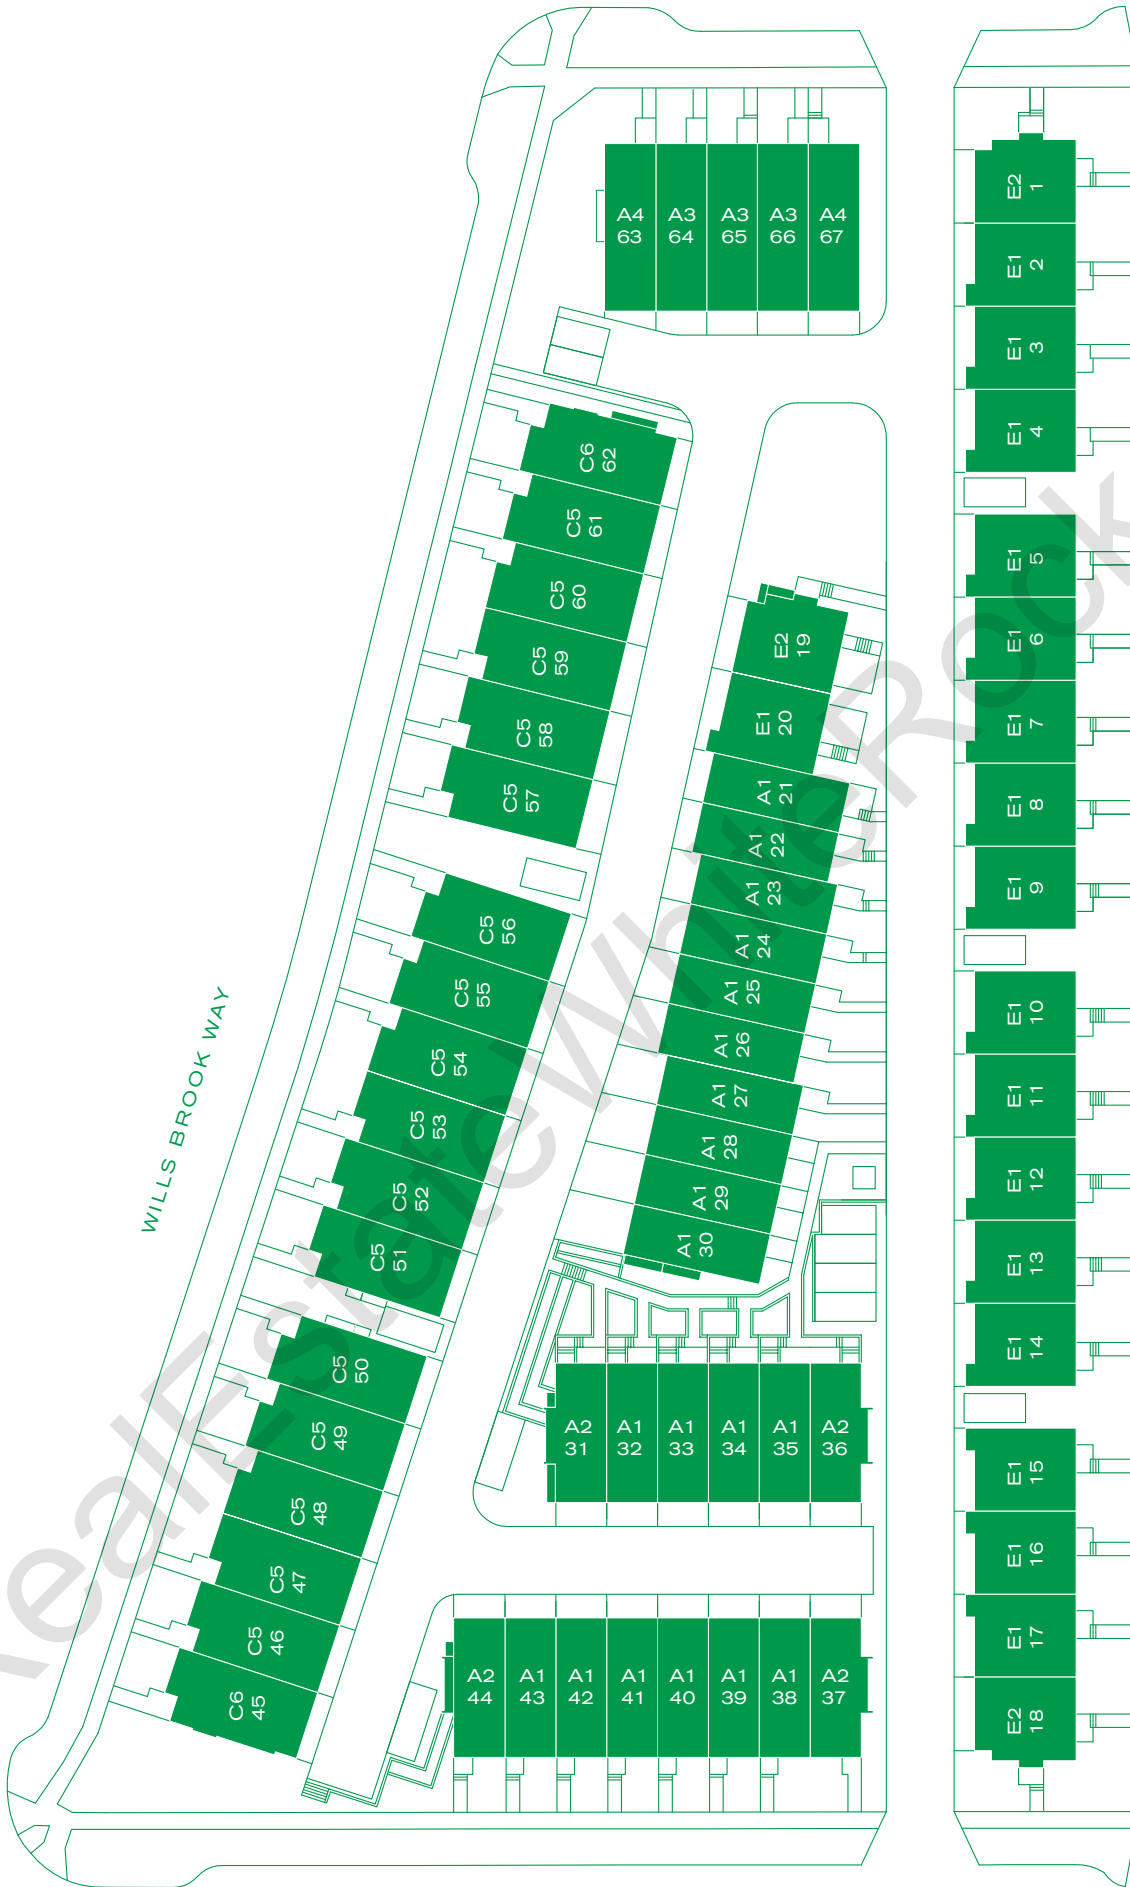 A4
63
A3
64
A3
65
A3
66
A4
67
E2
1
E1
2
E1
3
E1
4
E1
5
E1
6
E1
7
E1
8
E1
9
E1
10
E1
11
E1
12
E1
13
E1
14
E1
15
E1
16
E1
17
E2
18
C6
62
C5
61
C5
60
C5
59
C5
58
C5
57
C5
56
C5
55
C5
54
C5
53
C5
52
C5
51
C5
50
C5
49
C5
48
C5
47
C5
46
C6
45
E2
19
E1
20
A1
21
A1
22
A1
23
A1
24
A1
25
A1
26
A1
27
A1
28
A1
29
A1
30
A2
31
A1
32
A1
33
A1
34
A1
35
A2
36
A2
44
A1
43
A1
42
A1
41
A1
40
A1
39
A1
38
A2
37
WILLS BROOK WAY
RealEstateWhiteRock